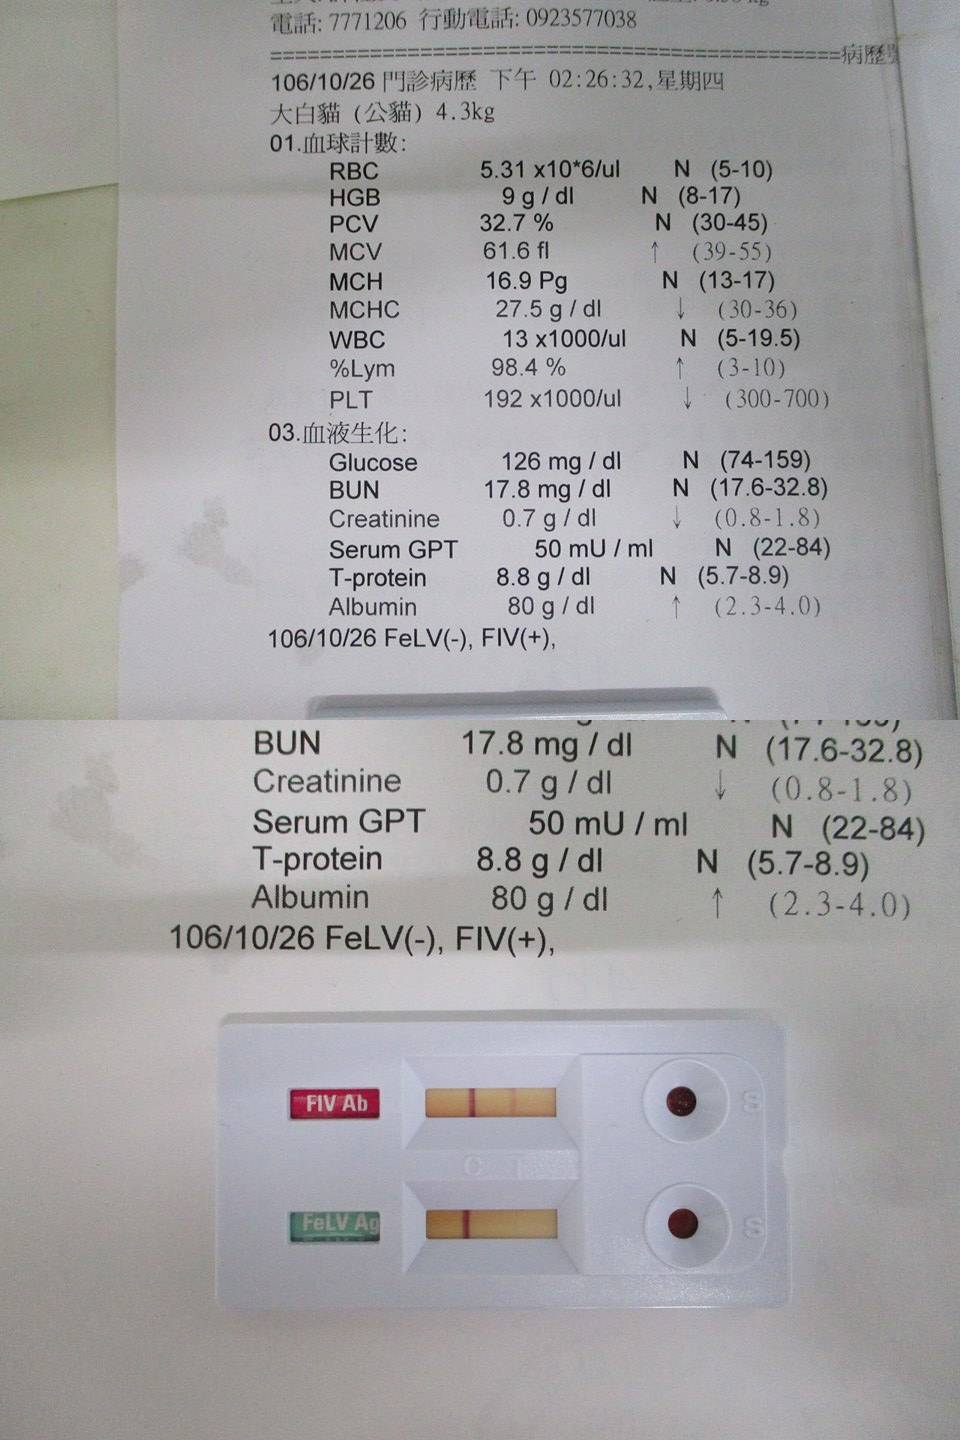 電話: 7771206 行動電話: 0923577038
=====================================================病歷號
106/10/26 門診病歷 下午 02:26:32,星期四
大白貓 (公貓) 4.3kg
01.血球計數:
RBC 5.31 x10*6/ul N (5-10)
HGB 9 g / dl N (8-17)
PCV 32.7 % N (30-45)
MCV 61.6 fl ↑ (39-55)
MCH 16.9 Pg N (13-17)
MCHC 27.5 g / dl ↓ (30-36)
WBC 13 x1000/ul N (5-19.5)
%Lym 98.4 % ↑ (3-10)
PLT 192 x1000/ul ↓ (300-700)
03.血液生化:
Glucose 126 mg / dl N (74-159)
BUN 17.8 mg / dl N (17.6-32.8)
Creatinine 0.7 g / dl ↓ (0.8-1.8)
Serum GPT 50 mU / ml N (22-84)
T-protein 8.8 g / dl N (5.7-8.9)
Albumin 80 g / dl ↑ (2.3-4.0)
106/10/26 FeLV(-), FIV(+),
BUN 17.8 mg / dl N (17.6-32.8)
Creatinine 0.7 g / dl ↓ (0.8-1.8)
Serum GPT 50 mU / ml N (22-84)
T-protein 8.8 g / dl N (5.7-8.9)
Albumin 80 g / dl ↑ (2.3-4.0)
106/10/26 FeLV(-), FIV(+),
FIV Ab S
C T
FeLV Ag S